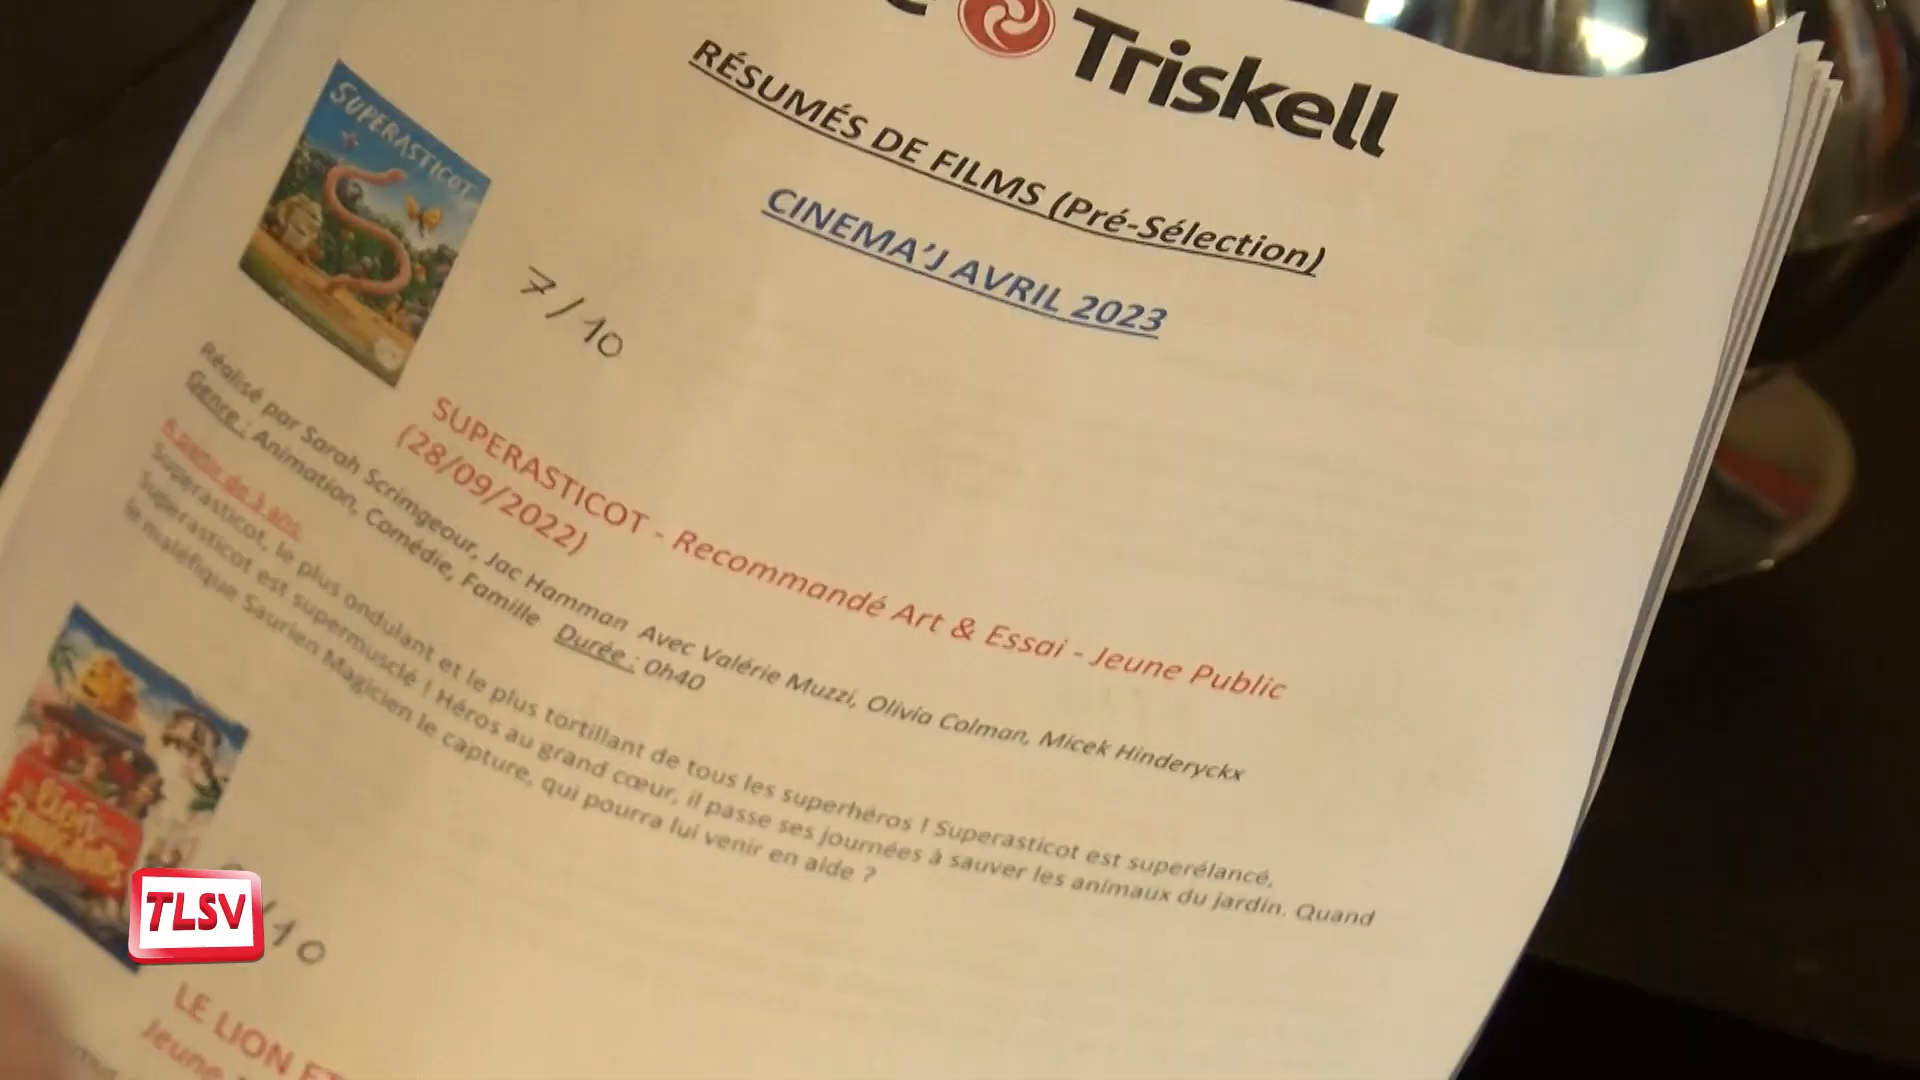 Triskell
RÉSUMÉS DE FILMS (Pré-Sélection)
CINEMA'J AVRIL 2023
SUPERASTICOT
7/10
SUPERASTICOT - Recommandé Art & Essai - Jeune Public
(28/09/2022)
Réalisé par Sarah Scrimgeour, Jac Hamman Avec Valérie Muzzi, Olivia Colman, Micek Hinderyckx
Genre : Animation, Comédie, Famille Durée : 0h40
A partir de 3 ans.
Superasticot, le plus ondulant et le plus tortillant de tous les superhéros ! Superasticot est superélancé,
Superasticot est supermusclé ! Héros au grand cœur, il passe ses journées à sauver les animaux du jardin. Quand
le maléfique Saurien Magicien le capture, qui pourra lui venir en aide ?
Lion
/10
TLSV
LE LION ET
Jeune